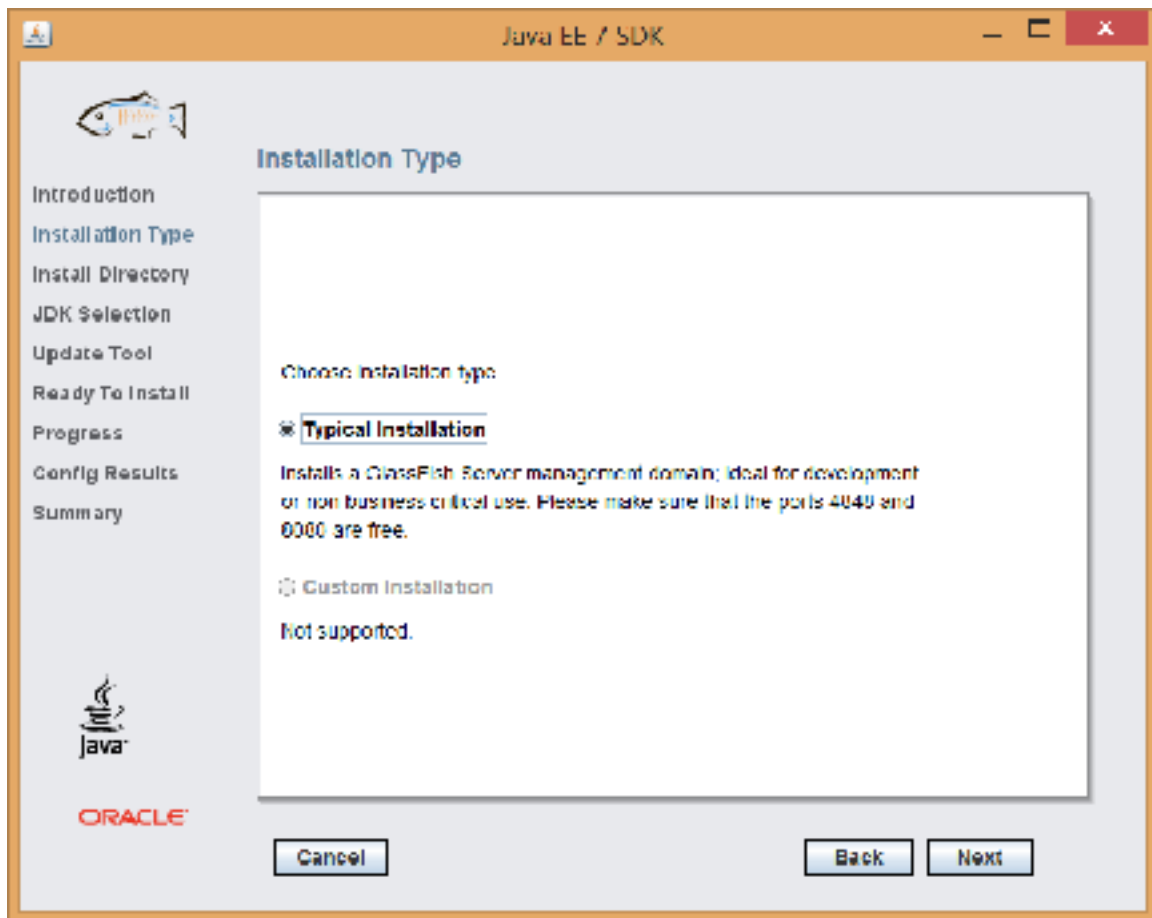 Java EE 7 SDK
Installation Type
Introduction
Installation Type
Install Directory
JDK Selection
Update Tool
Ready To Install
Progress
Config Results
Summary
Choose installation type
Typical Installation
Installs a GlassFish Server management domain; ideal for development
or non business critical use. Please make sure that the ports 4848 and
8080 are free.
Custom Installation
Not supported.
Java
ORACLE
Cancel
Back
Next